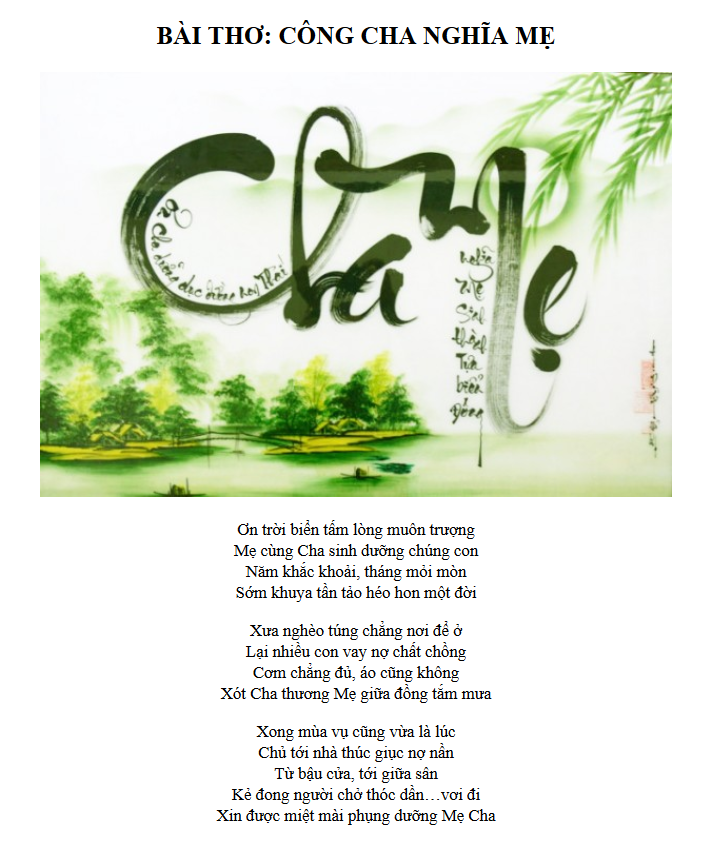 BÀI THƠ: CÔNG CHA NGHĨA MẸ
Cha Mẹ
Ơn Cha dưỡng dục
nghĩa
Mẹ
Sinh
thành
Tựa
biển
Đông
Ơn trời biển tấm lòng muôn trượng
Mẹ cùng Cha sinh dưỡng chúng con
Năm khắc khoải, tháng mỏi mòn
Sớm khuya tần tảo héo hon một đời
Xưa nghèo túng chẳng nơi để ở
Lại nhiều con vay nợ chất chồng
Cơm chẳng đủ, áo cũng không
Xót Cha thương Mẹ giữa đồng tắm mưa
Xong mùa vụ cũng vừa là lúc
Chủ tới nhà thúc giục nợ nần
Từ bậu cửa, tới giữa sân
Kẻ đong người chở thóc dần…vơi đi
Xin được miệt mài phụng dưỡng Mẹ Cha